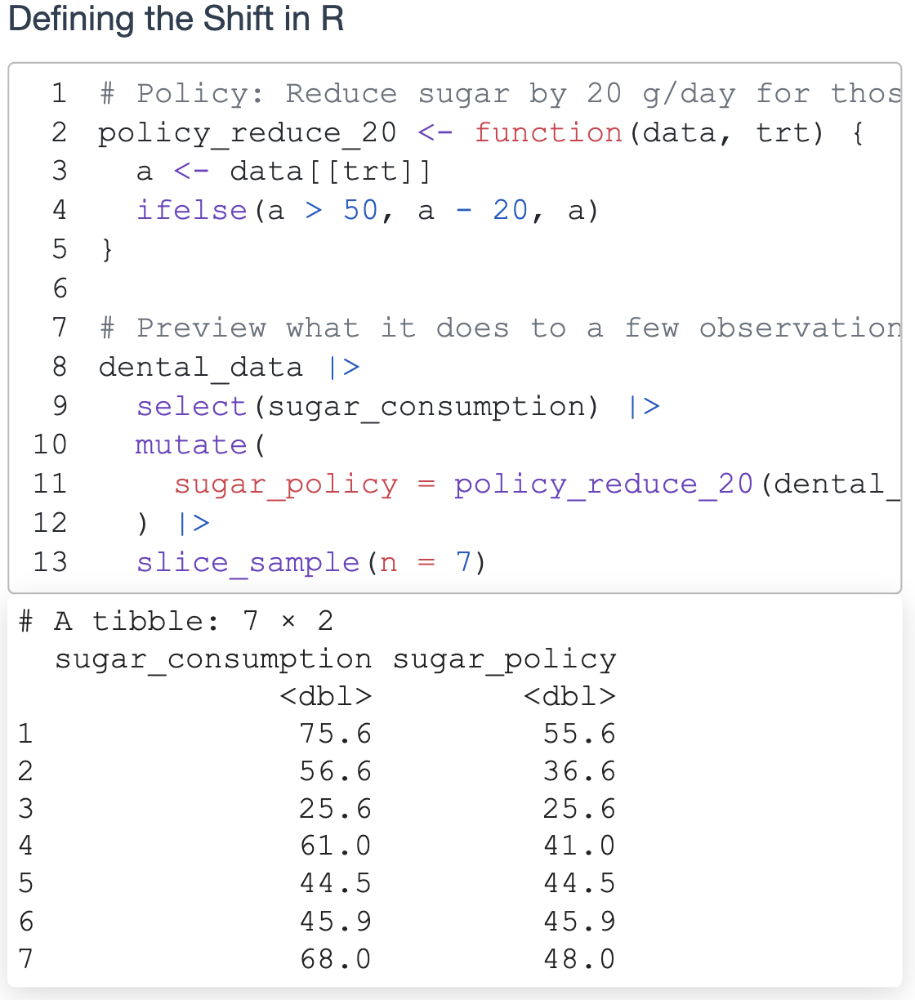 Defining the Shift in R
1 # Policy: Reduce sugar by 20 g/day for thos
2 policy_reduce_20 <- function(data, trt) {
3   a <- data[[trt]]
4   ifelse(a > 50, a - 20, a)
5 }
6
7 # Preview what it does to a few observation
8 dental_data |>
9   select(sugar_consumption) |>
10   mutate(
11     sugar_policy = policy_reduce_20(dental_
12   ) |>
13   slice_sample(n = 7)
# A tibble: 7 × 2
  sugar_consumption sugar_policy
              <dbl>        <dbl>
1              75.6         55.6
2              56.6         36.6
3              25.6         25.6
4              61.0         41.0
5              44.5         44.5
6              45.9         45.9
7              68.0         48.0